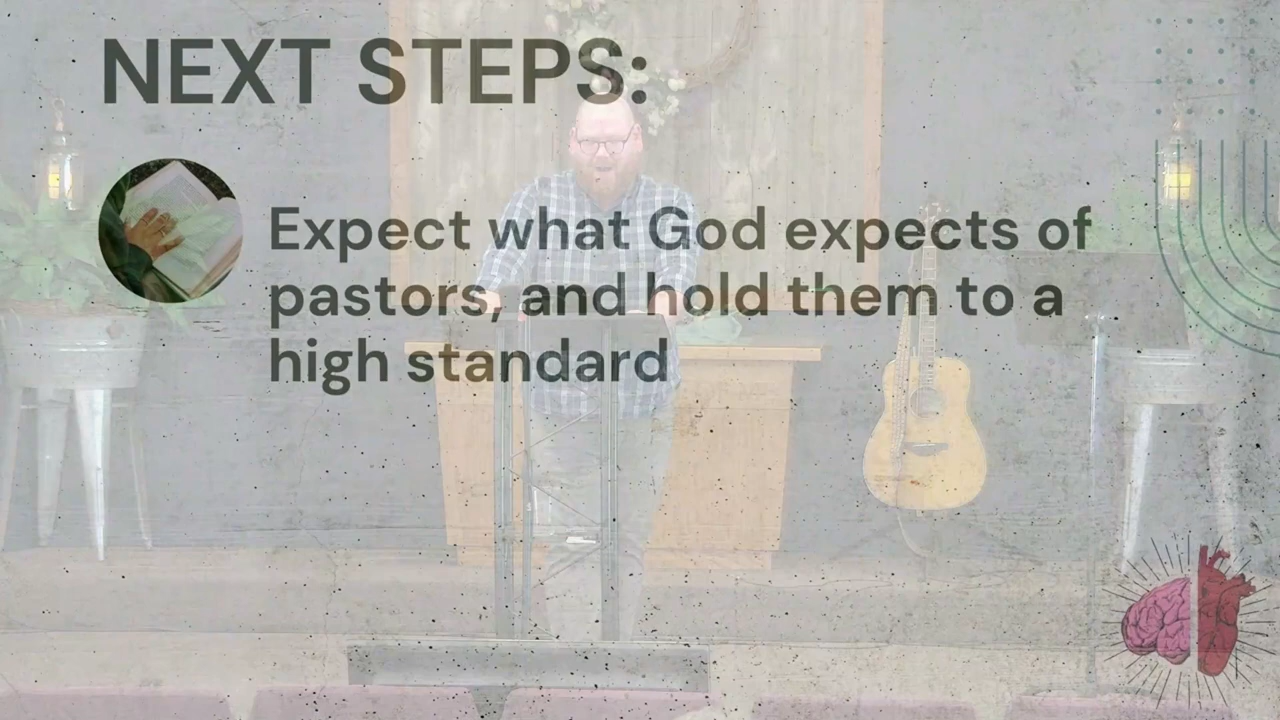 NEXT STEPS:
Expect what God expects of
pastors, and hold them to a
high standard